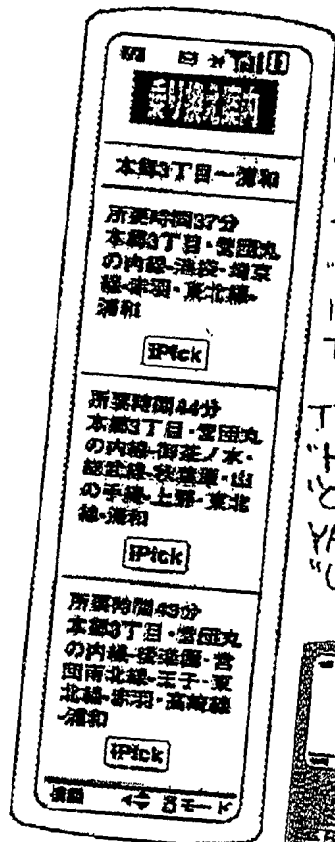 乗り換え案内
本郷3丁目ー浦和
所要時間37分
本郷3丁目・営団丸
の内線-池袋-埼京
線-赤羽・東北線-
浦和
iPick
所要時間44分
本郷3丁目・営団丸
の内線-御茶ノ水・
総武線-秋葉原・山
の手線-上野・東北
線-浦和
iPick
所要時間43分
本郷3丁目・営団丸
の内線-後楽園・営
団南北線-王子・東
北線-赤羽・高崎線
-浦和
iPick